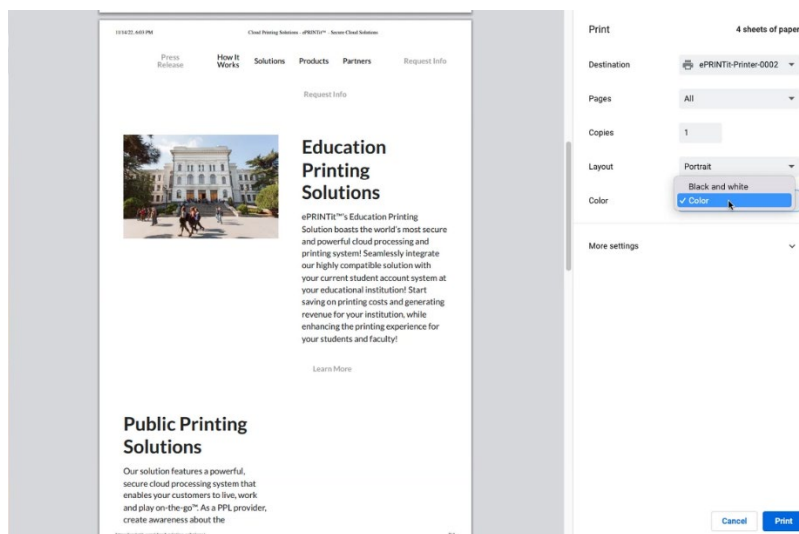 11/14/22, 6:03 PM
Cloud Printing Solutions - ePRINTit™ - Secure Cloud Solutions
Press
Release
How It
Works
Solutions
Products
Partners
Request Info
Request Info
Education
Printing
Solutions
ePRINTit™'s Education Printing
Solution boasts the world's most secure
and powerful cloud processing and
printing system! Seamlessly integrate
our highly compatible solution with
your current student account system at
your educational institution! Start
saving on printing costs and generating
revenue for your institution, while
enhancing the printing experience for
your students and faculty!
Learn More
Public Printing
Solutions
Our solution features a powerful,
secure cloud processing system that
enables your customers to live, work
and play on-the-go™. As a PPL provider,
create awareness about the
Print
4 sheets of paper
Destination
ePRINTit-Printer-0002
Pages
All
Copies
1
Layout
Portrait
Color
Black and white
✓ Color
More settings
Cancel
Print